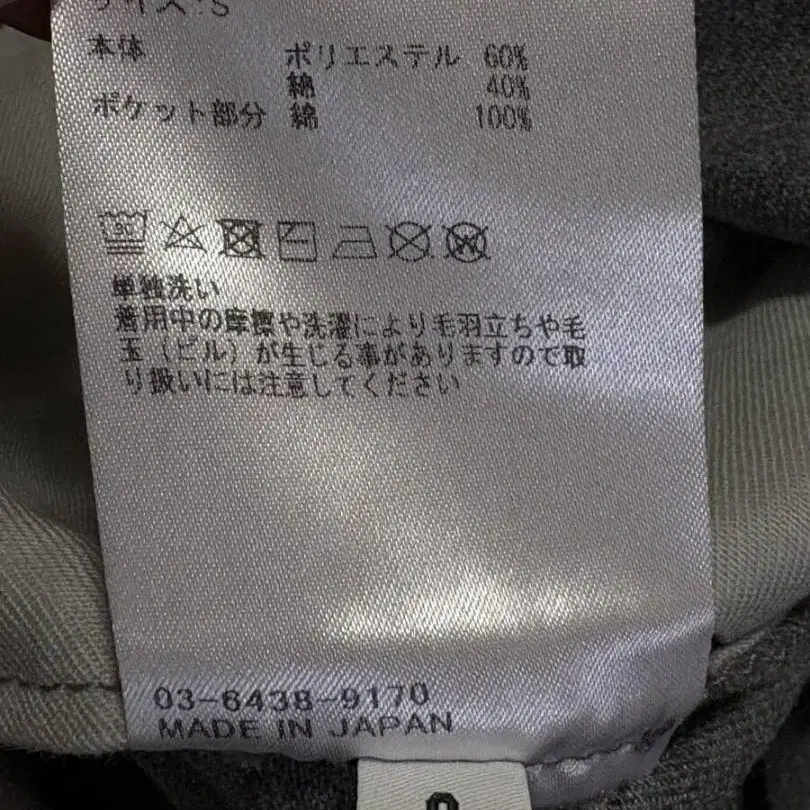 サイズ:S
本体 ポリエステル 60%
綿 40%
ポケット部分 綿 100%
30
W
単独洗い
着用中の摩擦や洗濯により毛羽立ちや毛
玉(ピル)が生じる事がありますので取
り扱いには注意してください
03-6438-9170
MADE IN JAPAN